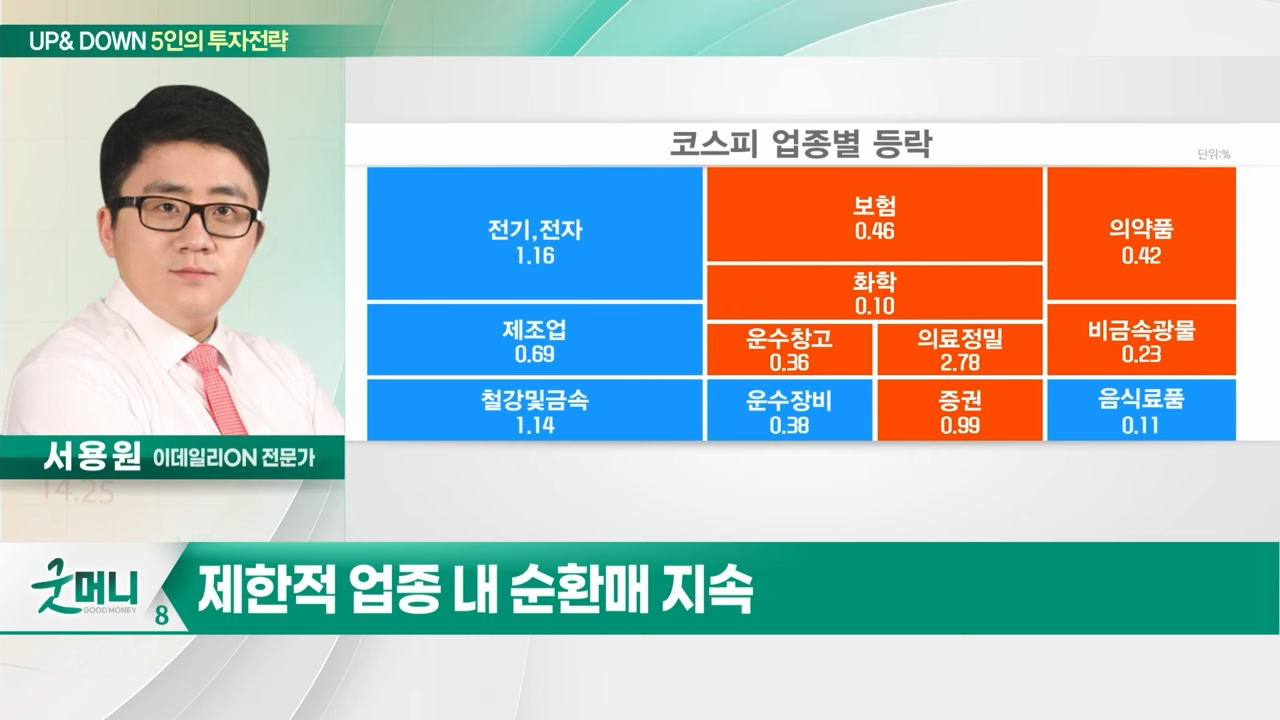 UP& DOWN 5인의 투자전략
코스피 업종별 등락
단위:%
전기,전자
1.16
보험
0.46
의약품
0.42
화학
0.10
제조업
0.69
운수창고
0.36
의료정밀
2.78
비금속광물
0.23
철강및금속
1.14
운수장비
0.38
증권
0.99
음식료품
0.11
서용원 이데일리ON 전문가
14.25
굿머니
GOOD MONEY
8
제한적 업종 내 순환매 지속